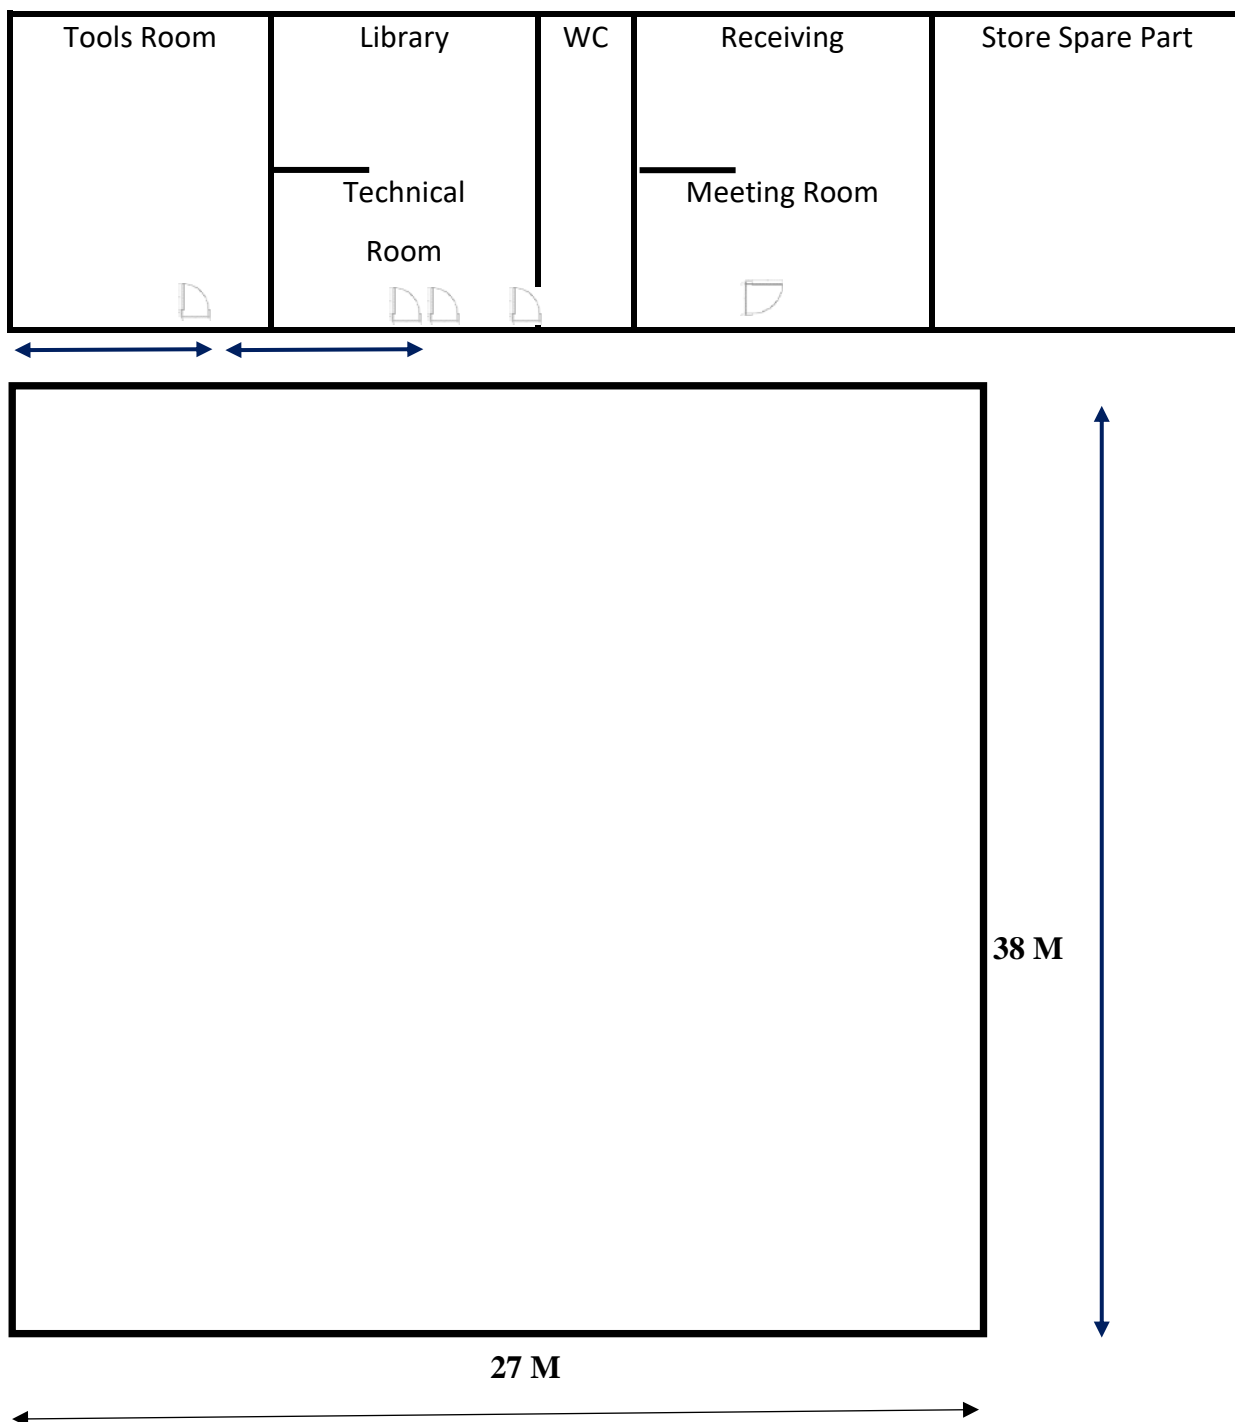 Tools Room
Library
WC
Receiving
Store Spare Part
Technical
Room
Meeting Room
38 M
27 M